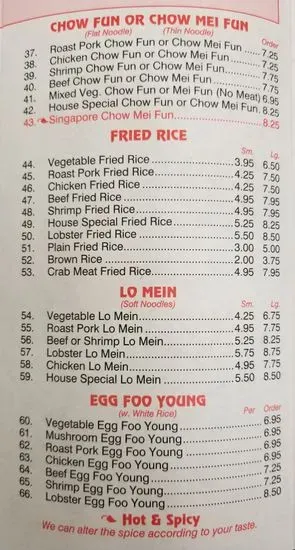 CHOW FUN OR CHOW MEI FUN
(Flat Noodle) (Thin Noodle) Order
37. Roast Pork Chow Fun or Chow Mei Fun 7.25
38. Chicken Chow Fun or Chow Mei Fun 7.25
39. Shrimp Chow Fun or Chow Mei Fun 7.75
40. Beef Chow Fun or Chow Mei Fun 7.75
41. Mixed Veg. Chow Fun or Mei Fun (No Meat) 6.95
42. House Special Chow Fun or Chow Mei Fun 8.25
43. Singapore Chow Mei Fun 8.25
FRIED RICE
Sm. Lg.
44. Vegetable Fried Rice 3.95 6.50
45. Roast Pork Fried Rice 4.25 7.50
46. Chicken Fried Rice 4.25 7.50
47. Beef Fried Rice 4.95 7.95
48. Shrimp Fried Rice 4.95 7.95
49. House Special Fried Rice 5.25 8.25
50. Lobster Fried Rice 5.50 8.50
51. Plain Fried Rice 3.00 5.00
52. Brown Rice 2.00 3.75
53. Crab Meat Fried Rice 4.95 7.95
LO MEIN
(Soft Noodles) Sm. Lg.
54. Vegetable Lo Mein 4.25 6.75
55. Roast Pork Lo Mein 4.95 7.75
56. Beef or Shrimp Lo Mein 5.25 8.25
57. Lobster Lo Mein 5.75 8.75
58. Chicken Lo Mein 4.95 7.75
59. House Special Lo Mein 5.50 8.50
EGG FOO YOUNG
(w. White Rice) Per Order
60. Vegetable Egg Foo Young 6.95
61. Mushroom Egg Foo Young 6.95
62. Roast Pork Egg Foo Young 6.95
63. Chicken Egg Foo Young 6.95
64. Beef Egg Foo Young 7.25
65. Shrimp Egg Foo Young 7.25
66. Lobster Egg Foo Young 8.50
Hot & Spicy
We can alter the spice according to your taste.